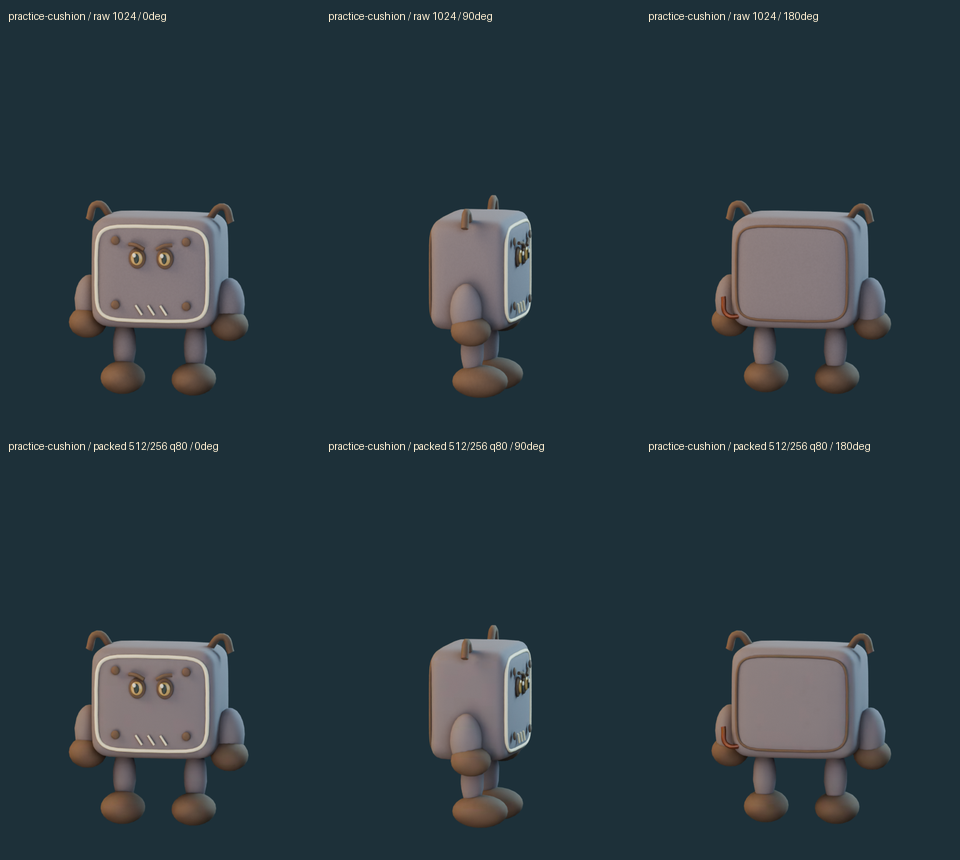 practice-cushion / raw 1024 / 0deg
practice-cushion / raw 1024 / 90deg
practice-cushion / raw 1024 / 180deg
practice-cushion / packed 512/256 q80 / 0deg
practice-cushion / packed 512/256 q80 / 90deg
practice-cushion / packed 512/256 q80 / 180deg